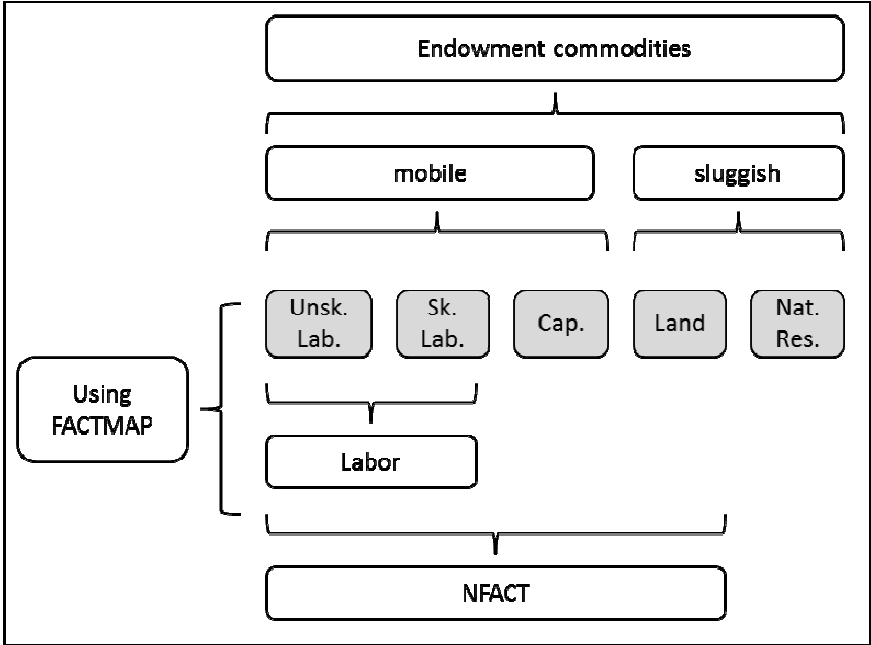 Endowment commodities
mobile
sluggish
Unsk.
Lab.
Sk.
Lab.
Cap.
Land
Nat.
Res.
Using
FACTMAP
Labor
NFACT